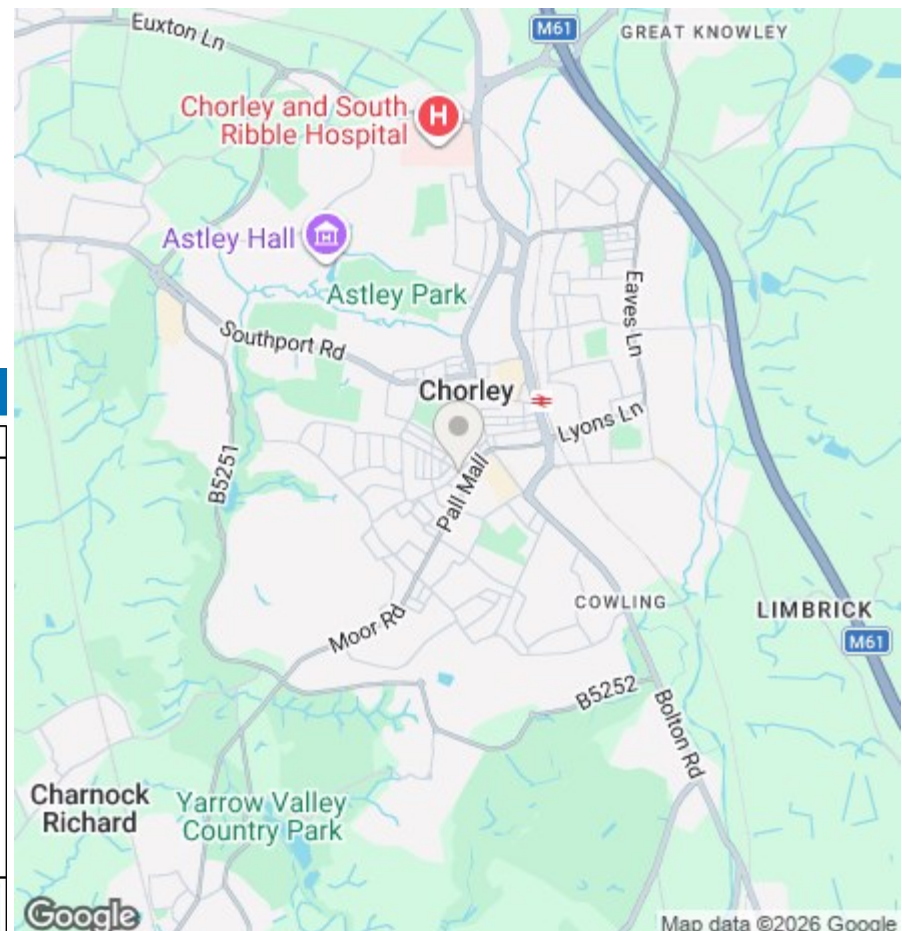 Euxton Ln
M61
GREAT KNOWLEY
Chorley and South
Ribble Hospital
H
Astley Hall
Astley Park
Eaves Ln
Southport Rd
Chorley
Lyons Ln
B5251
Pall Mall
COWLING
LIMBRICK
M61
Moor Rd
B5252
Bolton Rd
Charnock
Richard
Yarrow Valley
Country Park
Google
Map data ©2026 Google